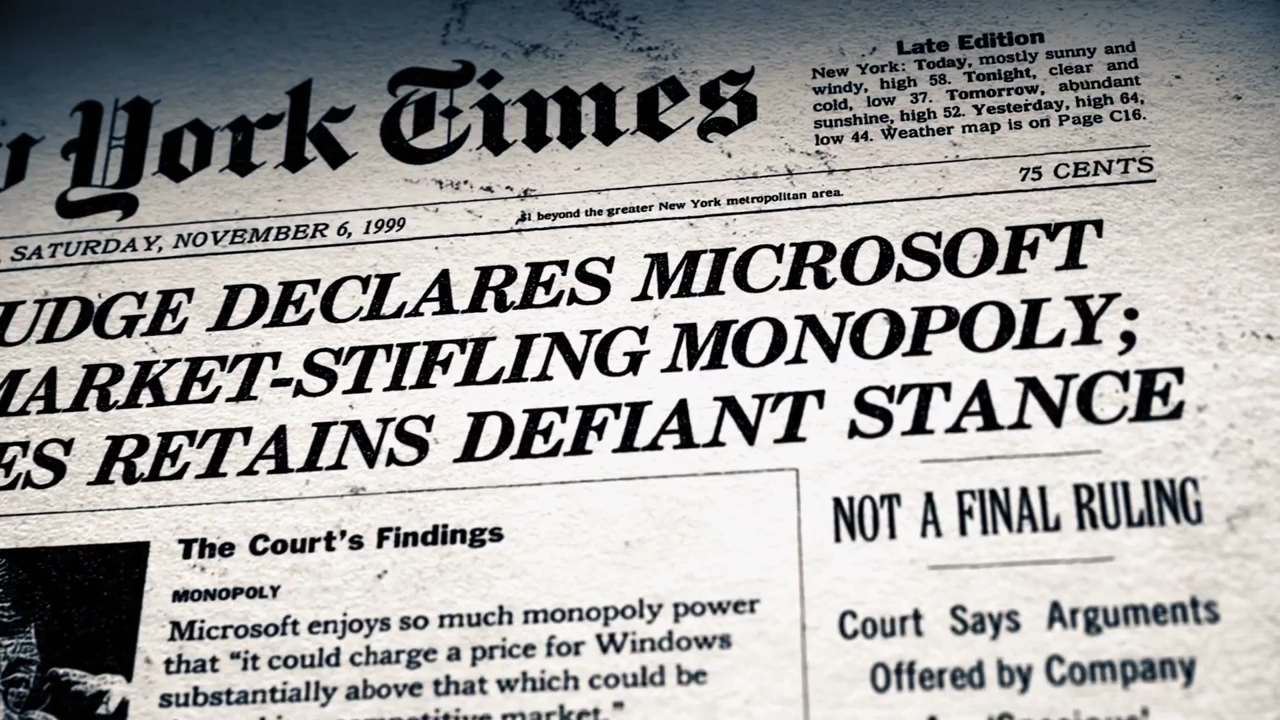 York Times
Late Edition
New York: Today, mostly sunny and
windy, high 58. Tonight, clear and
cold, low 37. Tomorrow, abundant
sunshine, high 52. Yesterday, high 64,
low 44. Weather map is on Page C16.
SATURDAY, NOVEMBER 6, 1999
$1 beyond the greater New York metropolitan area.
75 CENTS
UDGE DECLARES MICROSOFT
MARKET-STIFLING MONOPOLY;
ES RETAINS DEFIANT STANCE
The Court's Findings
MONOPOLY
Microsoft enjoys so much monopoly power
that "it could charge a price for Windows
substantially above that which could be
competitive market."
NOT A FINAL RULING
Court Says Arguments
Offered by Company